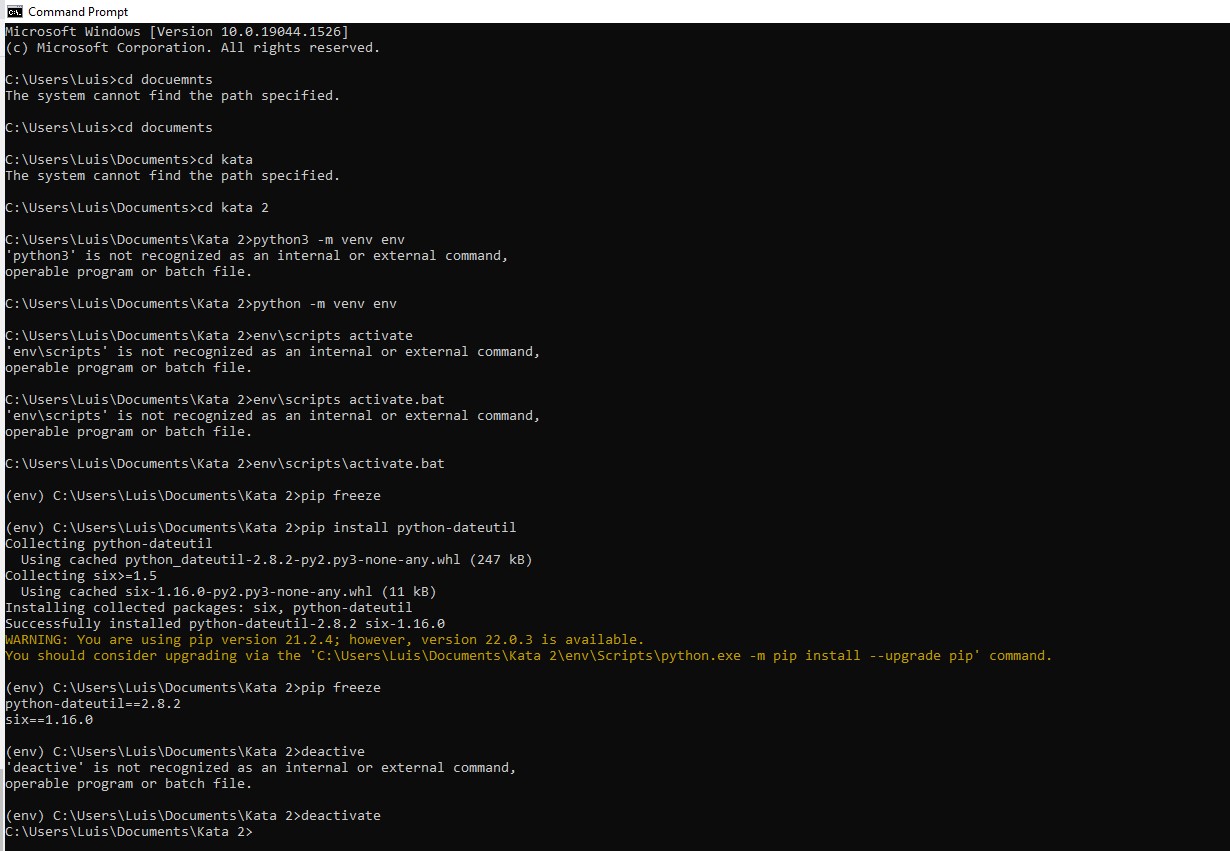 Command Prompt
Microsoft Windows [Version 10.0.19044.1526]
(c) Microsoft Corporation. All rights reserved.
C:\Users\Luis>cd docuemnts
The system cannot find the path specified.
C:\Users\Luis>cd documents
C:\Users\Luis\Documents>cd kata
The system cannot find the path specified.
C:\Users\Luis\Documents>cd kata 2
C:\Users\Luis\Documents\Kata 2>python3 -m venv env
'python3' is not recognized as an internal or external command,
operable program or batch file.
C:\Users\Luis\Documents\Kata 2>python -m venv env
C:\Users\Luis\Documents\Kata 2>env\scripts activate
'env\scripts' is not recognized as an internal or external command,
operable program or batch file.
C:\Users\Luis\Documents\Kata 2>env\scripts activate.bat
'env\scripts' is not recognized as an internal or external command,
operable program or batch file.
C:\Users\Luis\Documents\Kata 2>env\scripts\activate.bat
(env) C:\Users\Luis\Documents\Kata 2>pip freeze
(env) C:\Users\Luis\Documents\Kata 2>pip install python-dateutil
Collecting python-dateutil
  Using cached python_dateutil-2.8.2-py2.py3-none-any.whl (247 kB)
Collecting six>=1.5
  Using cached six-1.16.0-py2.py3-none-any.whl (11 kB)
Installing collected packages: six, python-dateutil
Successfully installed python-dateutil-2.8.2 six-1.16.0
WARNING: You are using pip version 21.2.4; however, version 22.0.3 is available.
You should consider upgrading via the 'C:\Users\Luis\Documents\Kata 2\env\Scripts\python.exe -m pip install --upgrade pip' command.
(env) C:\Users\Luis\Documents\Kata 2>pip freeze
python-dateutil==2.8.2
six==1.16.0
(env) C:\Users\Luis\Documents\Kata 2>deactive
'deactive' is not recognized as an internal or external command,
operable program or batch file.
(env) C:\Users\Luis\Documents\Kata 2>deactivate
C:\Users\Luis\Documents\Kata 2>